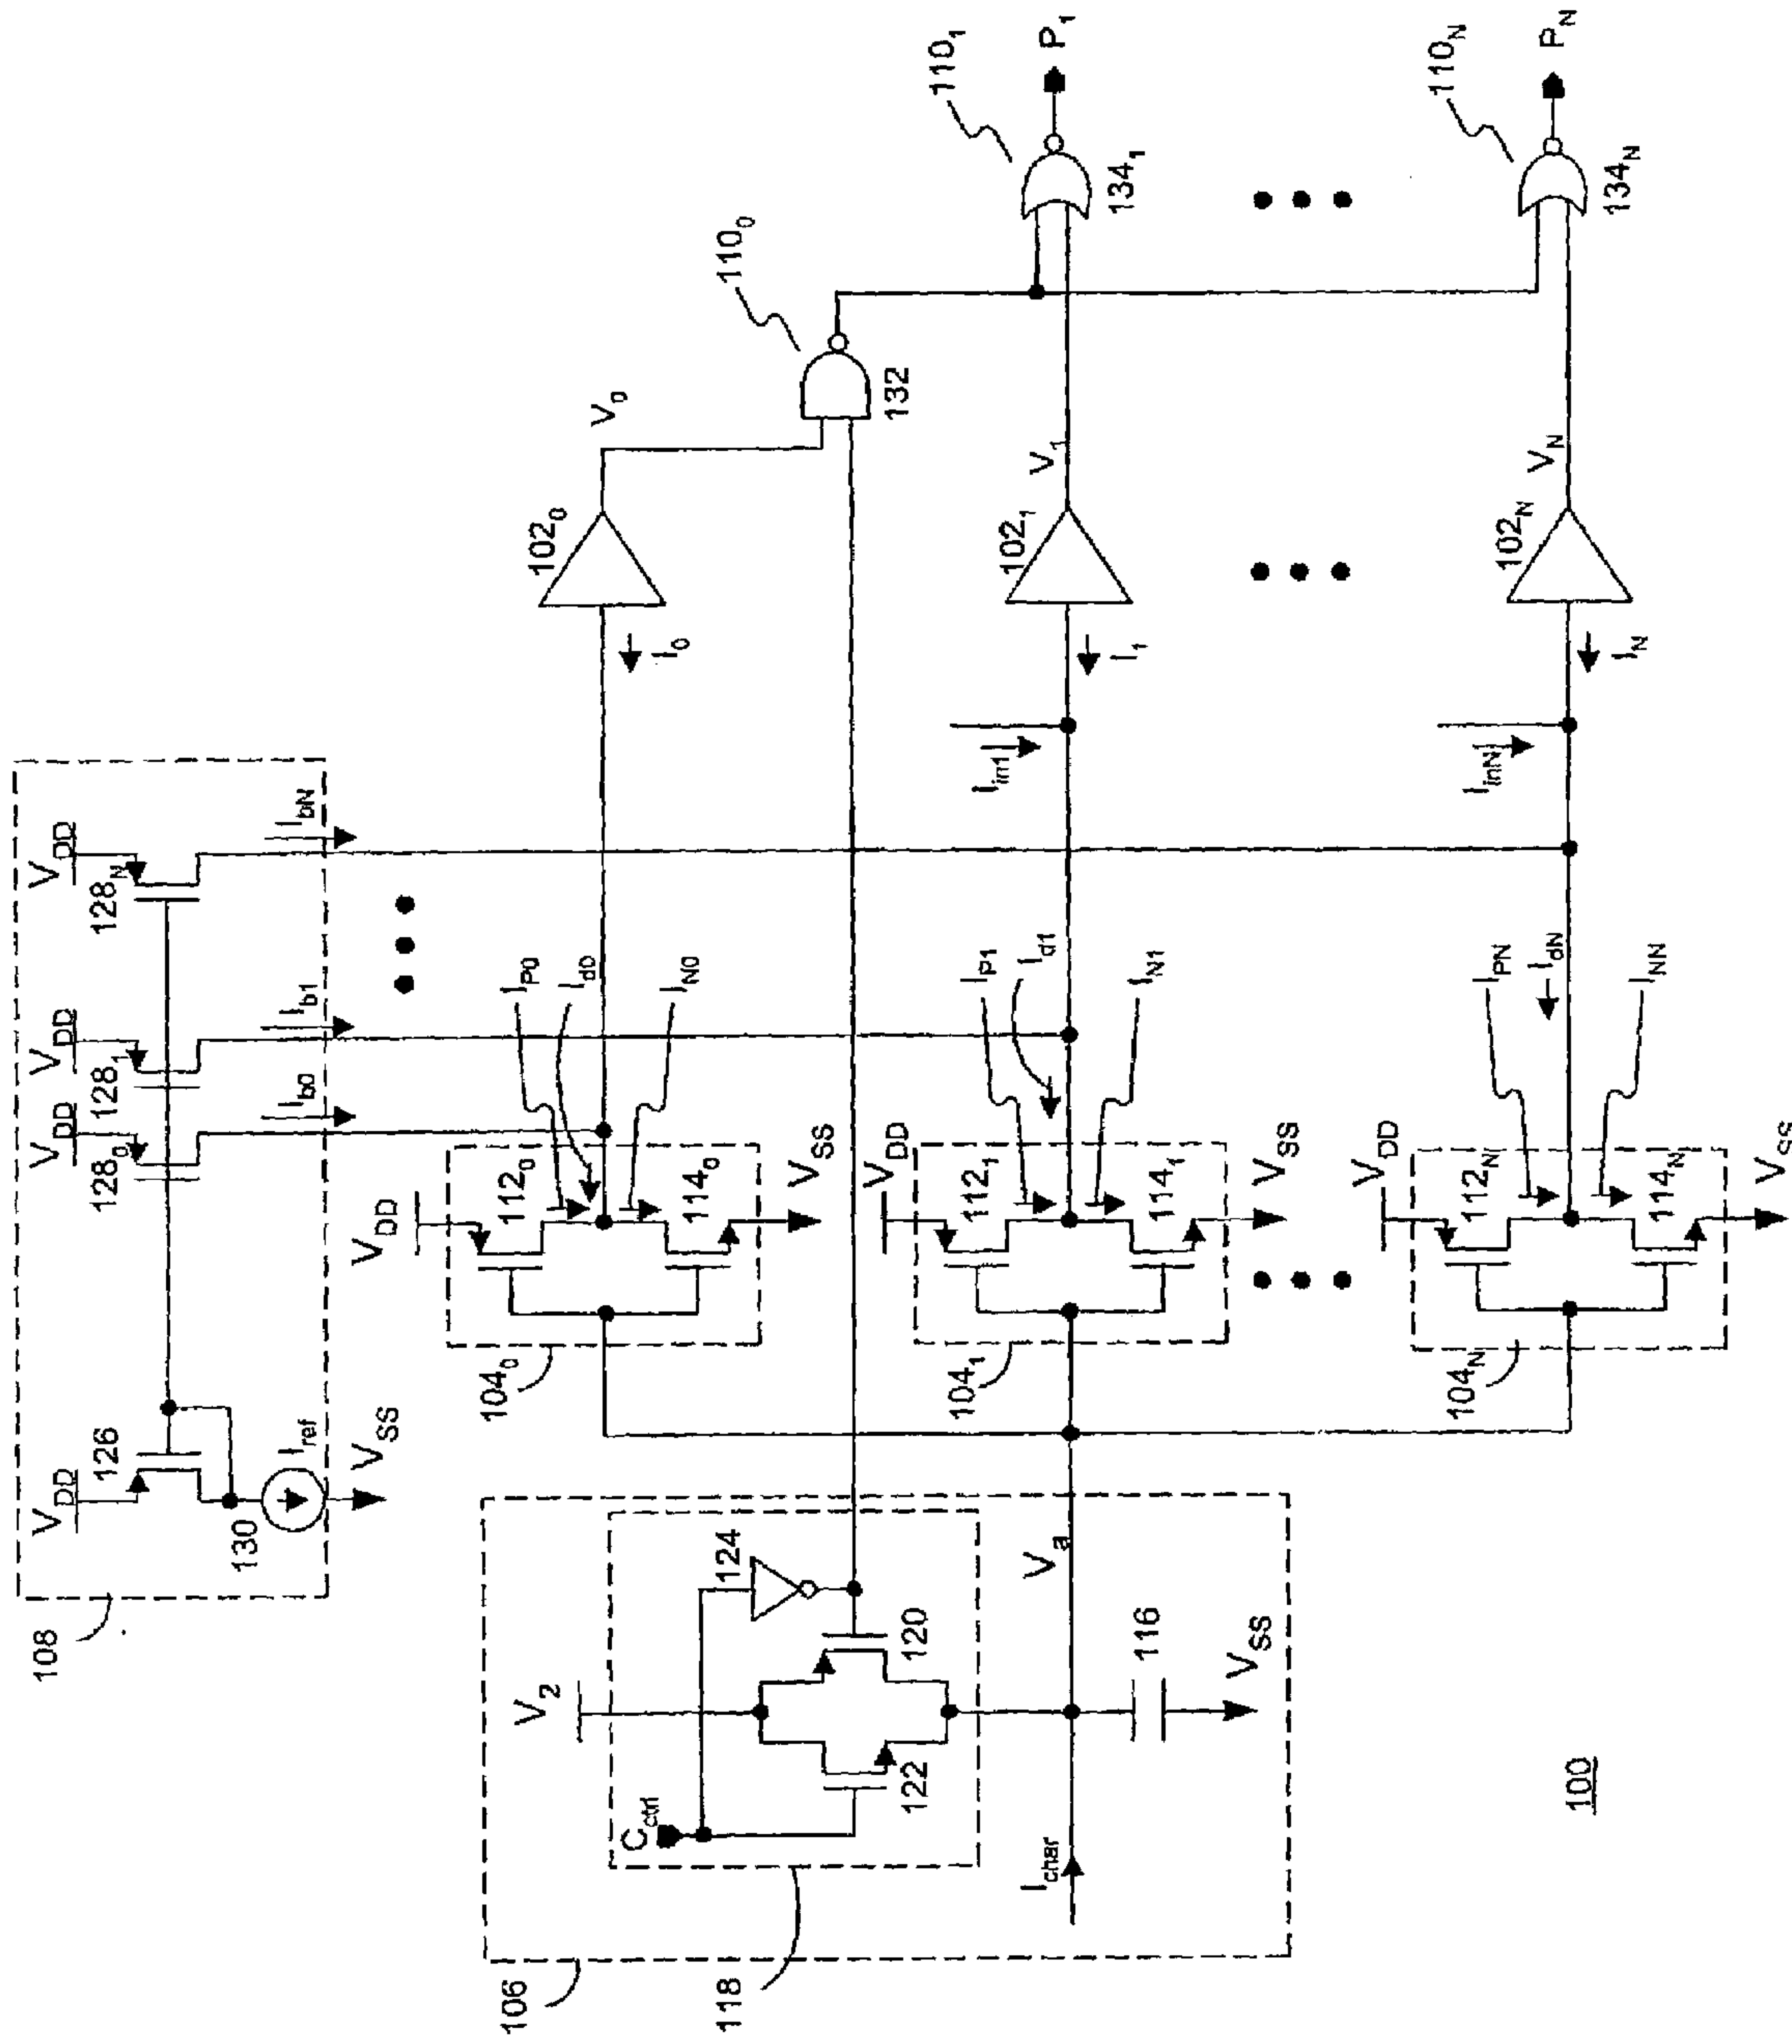 108
V_DD
126
130
I_ref
V_SS
V_DD
128_0
I_b0
V_DD
128_1
I_b1
V_DD
128_N
I_bN
106
118
C_ctrl
V_2
124
122
120
I_char
V_a
116
V_SS
104_0
V_DD
112_0
114_0
V_SS
I_P0
I_d0
I_N0
I_0
102_0
V_0
132
110_0
104_1
V_DD
112_1
114_1
V_SS
I_P1
I_d1
I_N1
I_in1
I_1
102_1
V_1
134_1
110_1
P_1
104_N
V_DD
112_N
114_N
V_SS
I_PN
I_dN
I_NN
I_inN
I_N
102_N
V_N
134_N
110_N
P_N
100